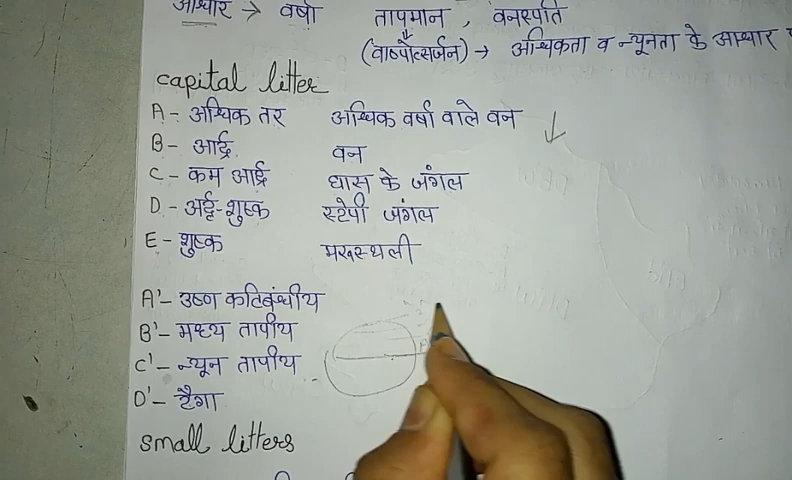 आधार → वर्षा तापमान , वनस्पति
(वाष्पोत्सर्जन) → अधिकता व न्यूनता के आधार
capital litter
A - अधिक तर अधिक वर्षा वाले वन
B - आर्द्र वन
C - कम आर्द्र घास के जंगल
D - अर्द्ध-शुष्क स्टेपी जंगल
E - शुष्क मरूस्थली
A' - उष्ण कटिबंधीय
B' - मध्य तापीय
C' - न्यून तापीय
D' - टैगा
small litters